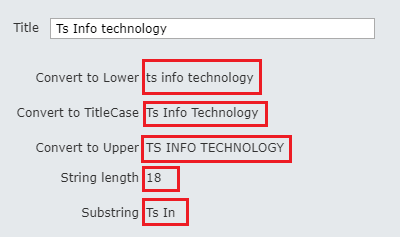 Title Ts Info technology
Convert to Lower ts info technology
Convert to TitleCase Ts Info Technology
Convert to Upper TS INFO TECHNOLOGY
String length 18
Substring Ts In